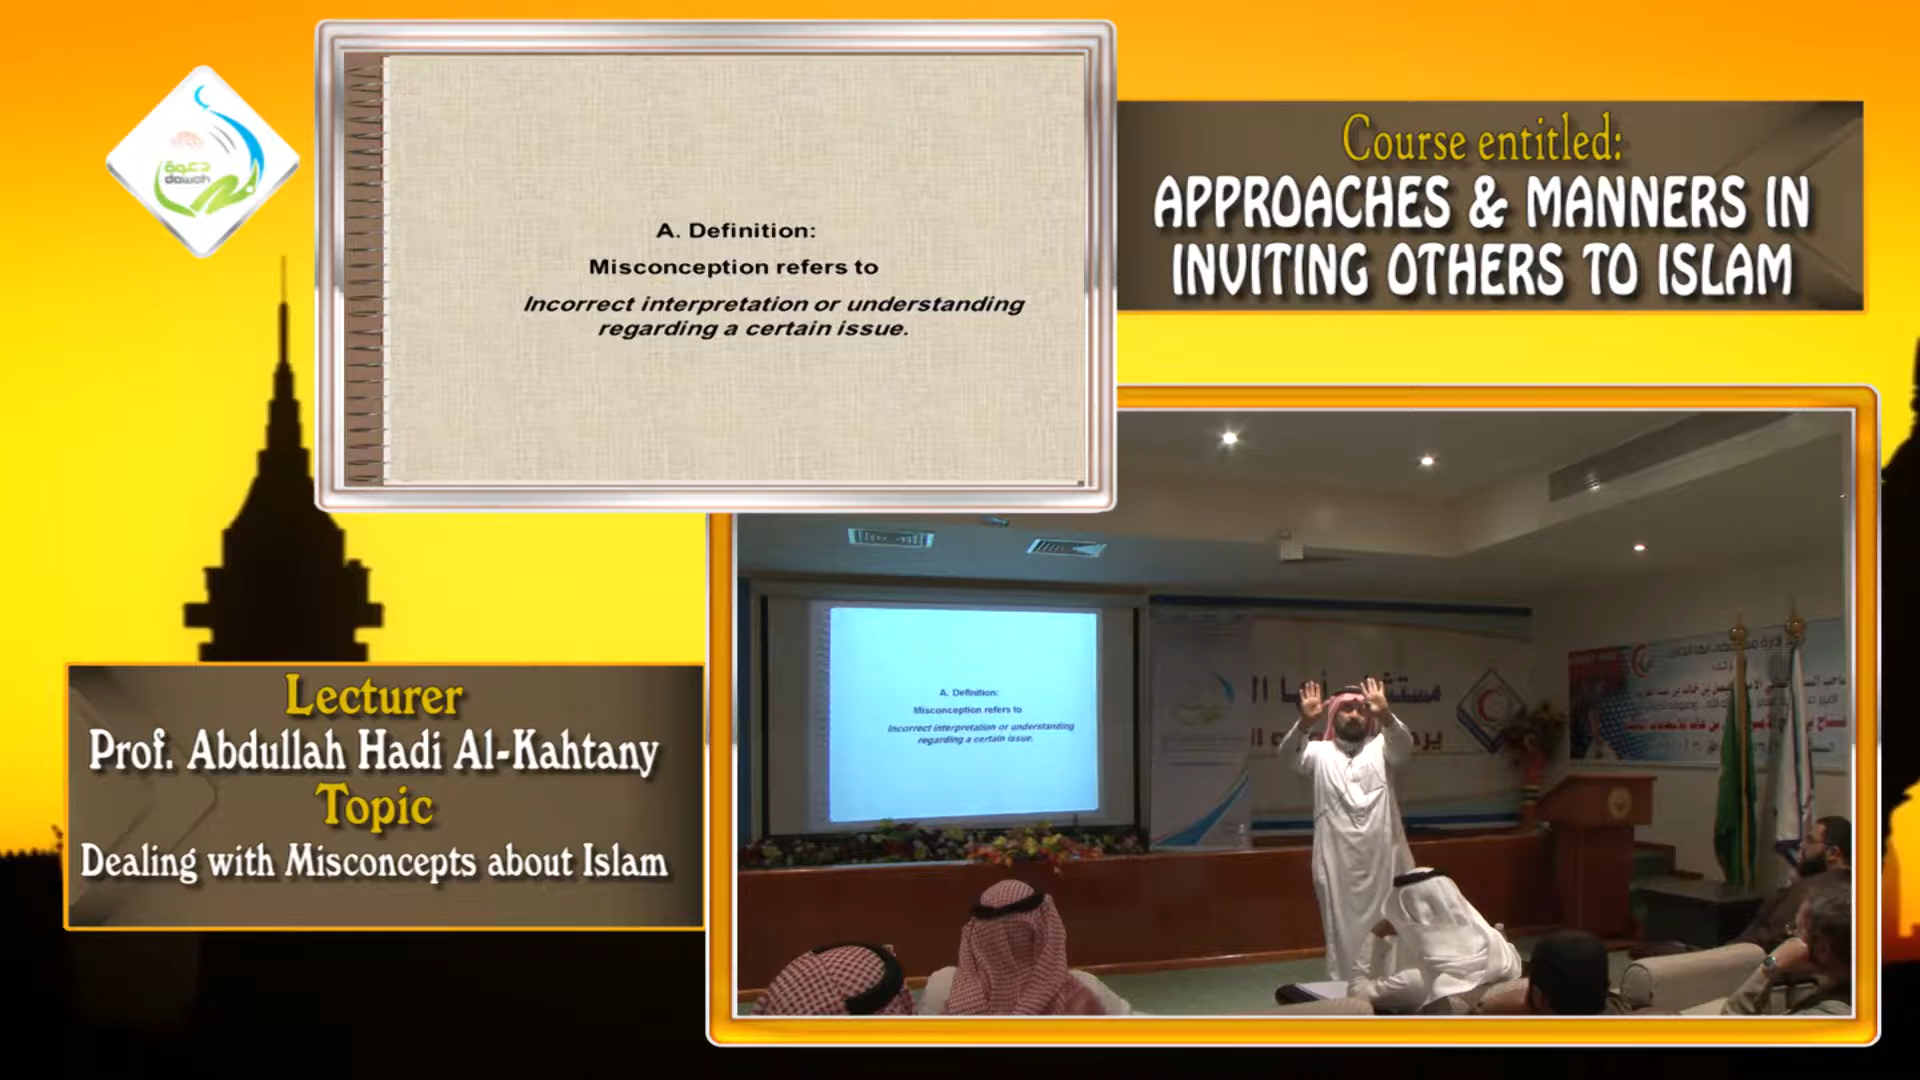 دعوة
dawah
A. Definition:
Misconception refers to
Incorrect interpretation or understanding
regarding a certain issue.
Course entitled:
APPROACHES & MANNERS IN
INVITING OTHERS TO ISLAM
Lecturer
Prof. Abdullah Hadi Al-Kahtany
Topic
Dealing with Misconcepts about Islam
A. Definition:
Misconception refers to
Incorrect interpretation or understanding
regarding a certain issue.